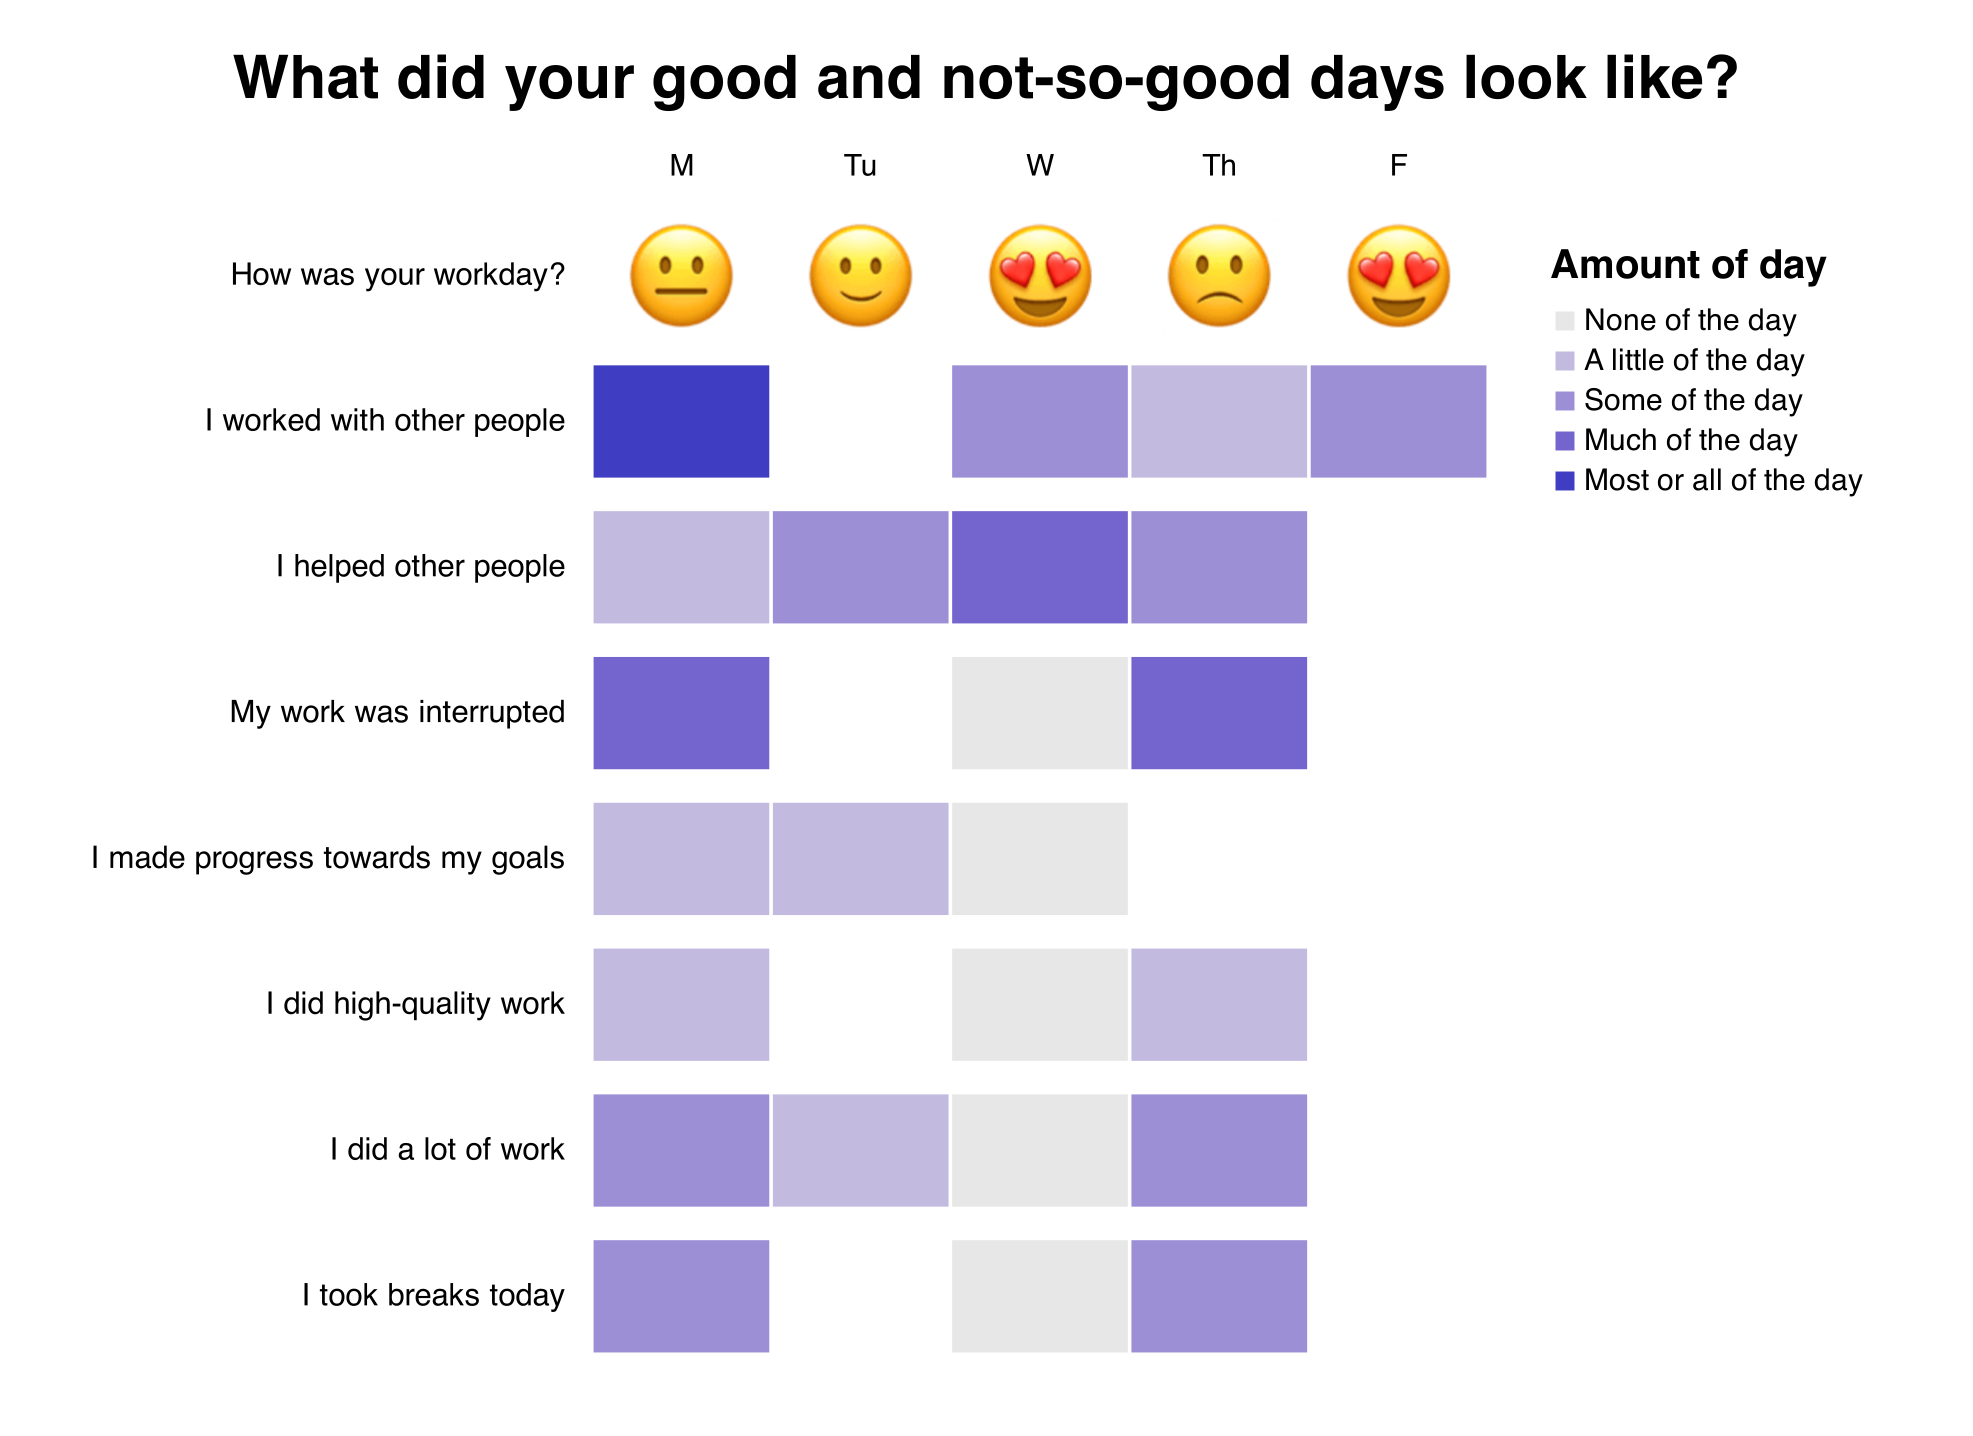 What did your good and not-so-good days look like?
M Tu W Th F
How was your workday?
Amount of day
None of the day
A little of the day
Some of the day
Much of the day
Most or all of the day
I worked with other people
I helped other people
My work was interrupted
I made progress towards my goals
I did high-quality work
I did a lot of work
I took breaks today